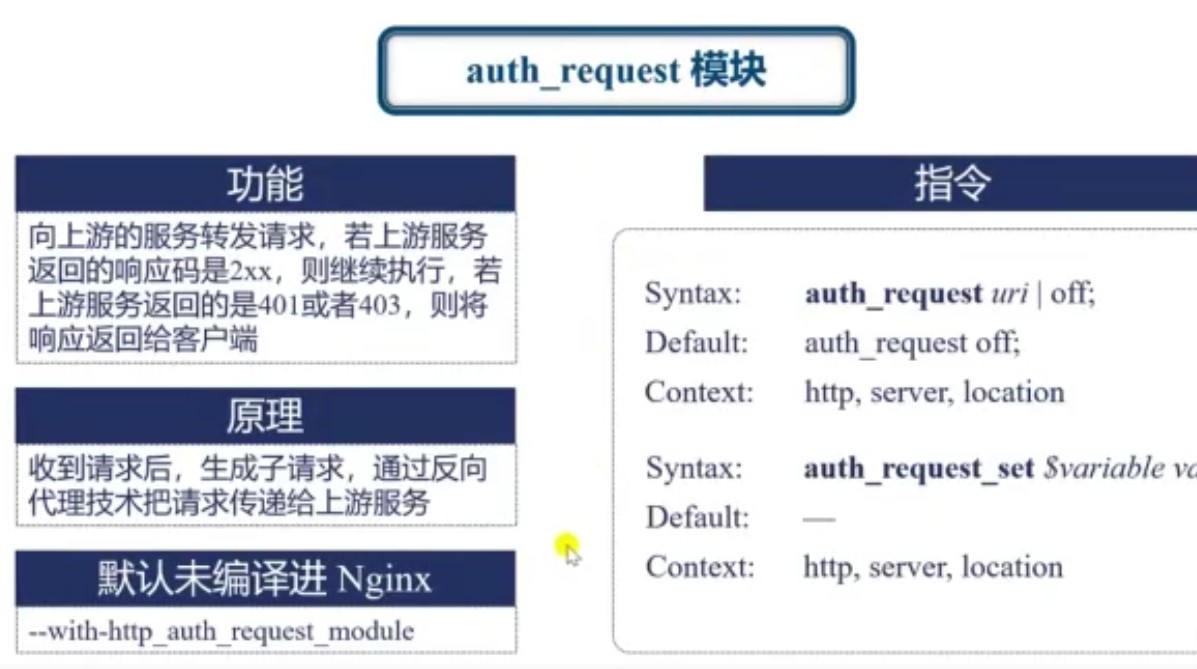 auth_request 模块
功能
向上游的服务转发请求，若上游服务
返回的响应码是2xx，则继续执行，若
上游服务返回的是401或者403，则将
响应返回给客户端
原理
收到请求后，生成子请求，通过反向
代理技术把请求传递给上游服务
默认未编译进 Nginx
--with-http_auth_request_module
指令
Syntax: auth_request uri | off;
Default: auth_request off;
Context: http, server, location
Syntax: auth_request_set $variable
Default: —
Context: http, server, location